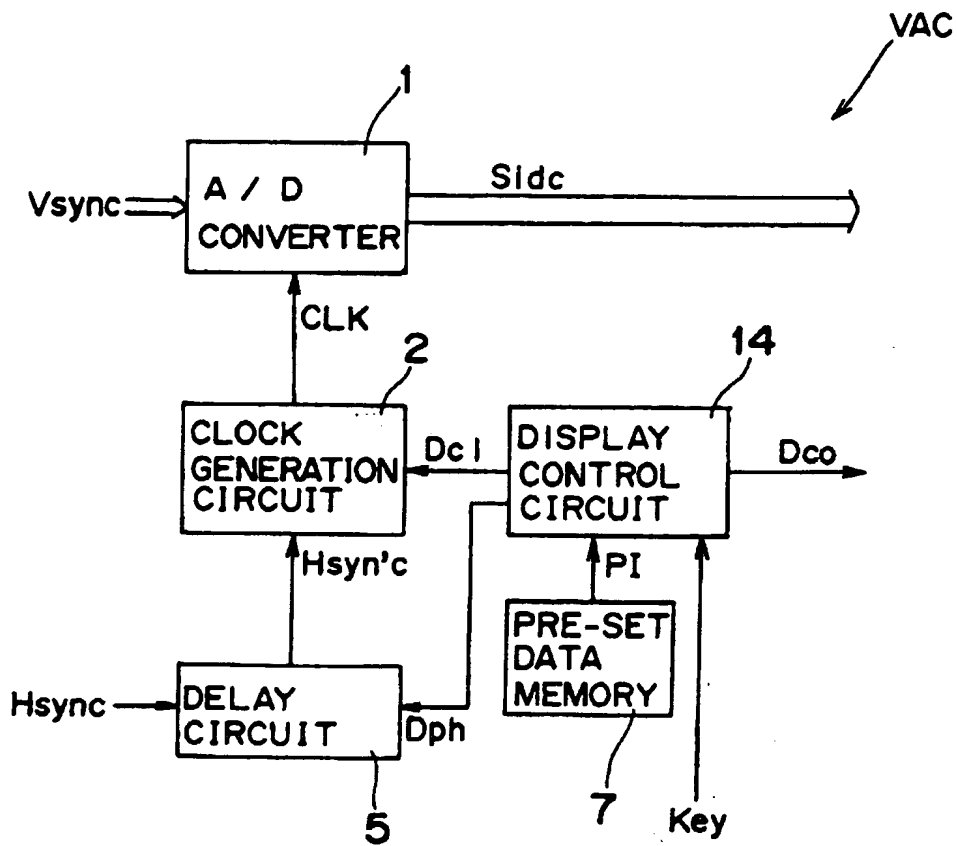 VAC
1
A / D
CONVERTER
Vsync
Sidc
CLK
2
CLOCK
GENERATION
CIRCUIT
Dcl
14
DISPLAY
CONTROL
CIRCUIT
Dco
Hsyn'c
PI
PRE-SET
DATA
MEMORY
Hsync
DELAY
CIRCUIT
Dph
5
7
Key